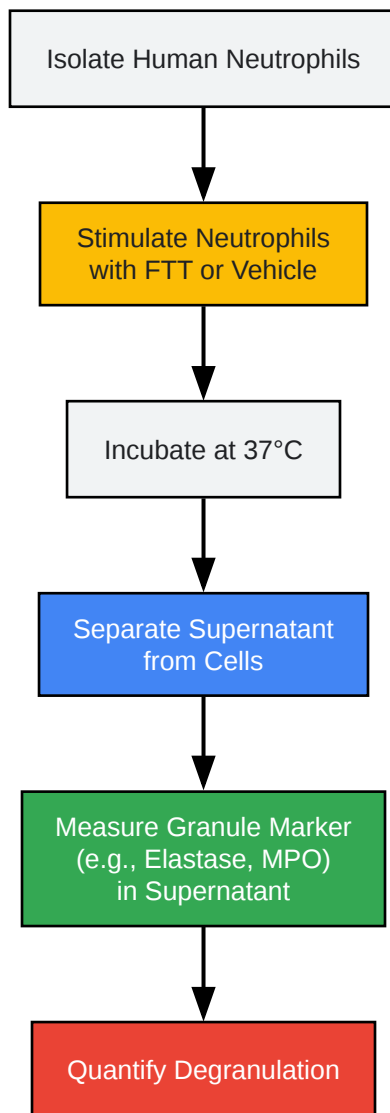 Isolate Human Neutrophils
Stimulate Neutrophils
with FTT or Vehicle
Incubate at 37°C
Separate Supernatant
from Cells
Measure Granule Marker
(e.g., Elastase, MPO)
in Supernatant
Quantify Degranulation